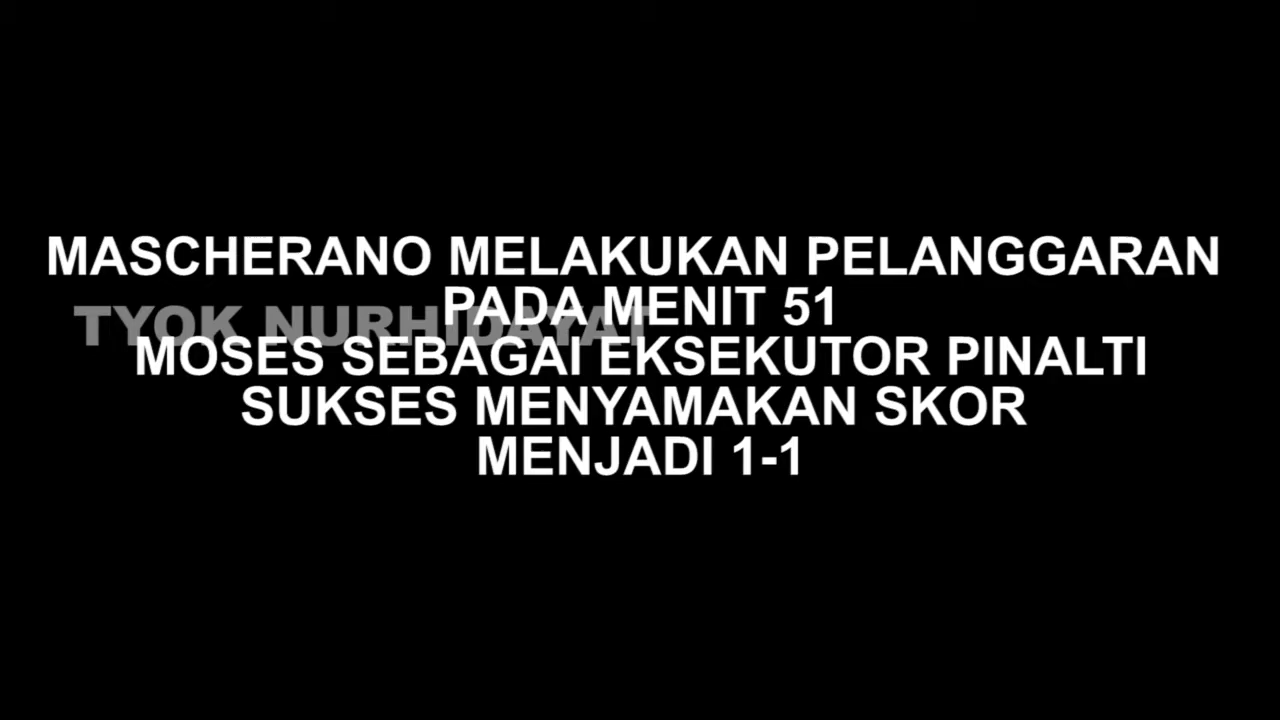 MASCHERANO MELAKUKAN PELANGGARAN
PADA MENIT 51
TYOK NURHIDAYAT
MOSES SEBAGAI EKSEKUTOR PINALTI
SUKSES MENYAMAKAN SKOR
MENJADI 1-1